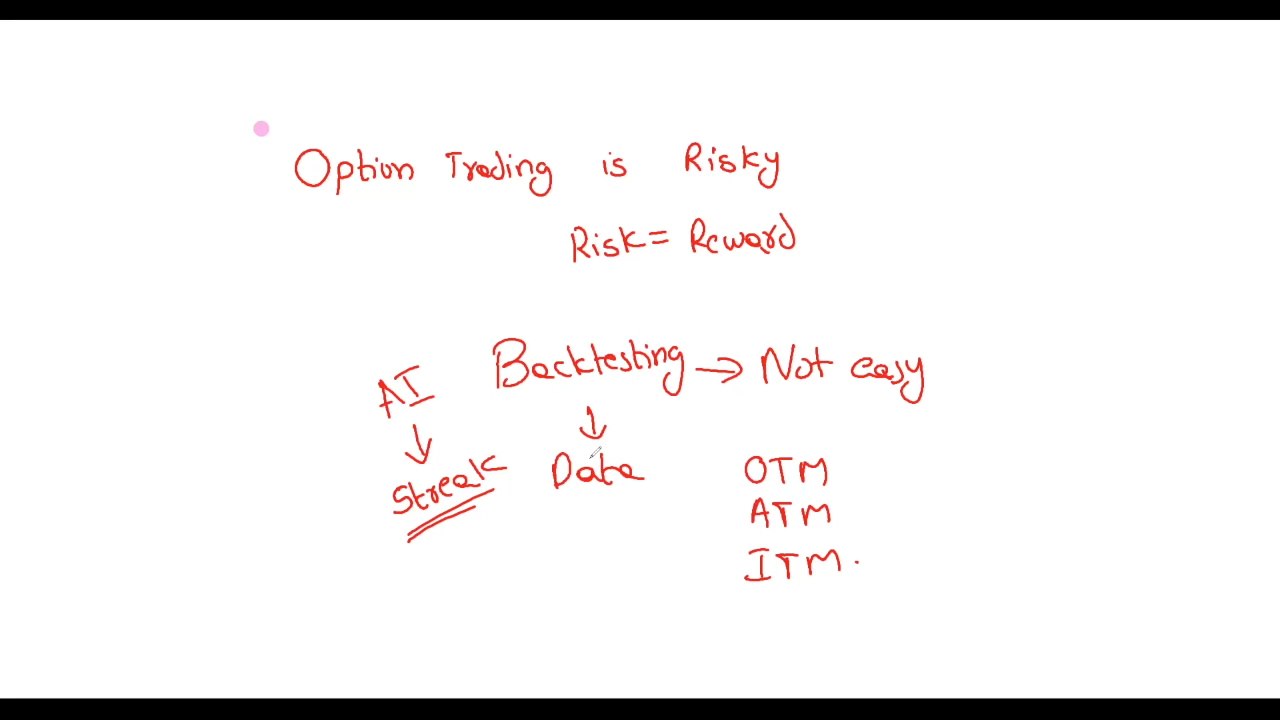 Option Trading is Risky
Risk = Reward
AI Backtesting → Not easy
↓ ↓
Streak Data OTM
ATM
ITM.